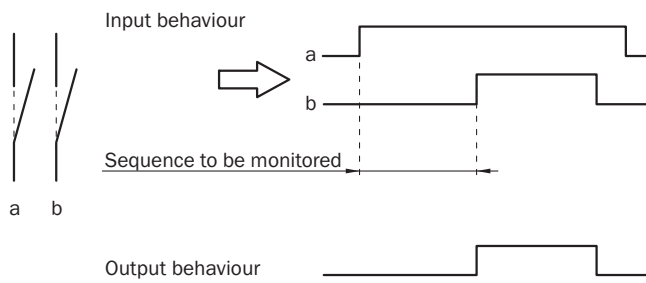 Input behaviour
a
b
Sequence to be monitored
a b
Output behaviour